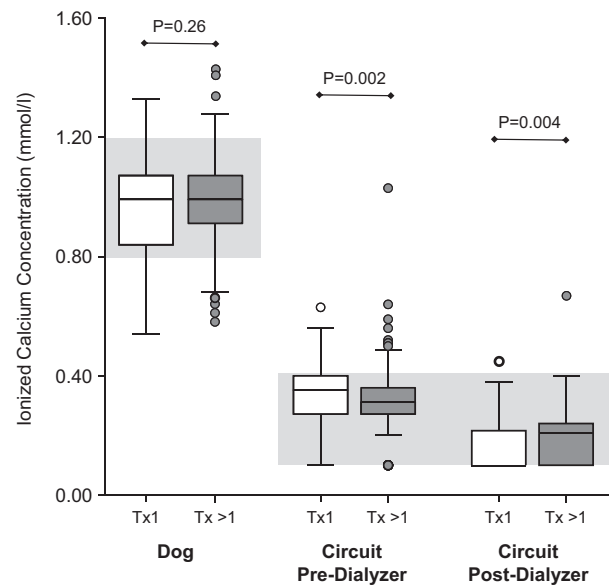 Ionized Calcium Concentration (mmol/l)
1.60
1.20
0.80
0.40
0.00
P=0.26
P=0.002
P=0.004
Tx1 Tx >1 Tx1 Tx >1 Tx1 Tx >1
Dog Circuit Circuit
Pre-Dialyzer Post-Dialyzer